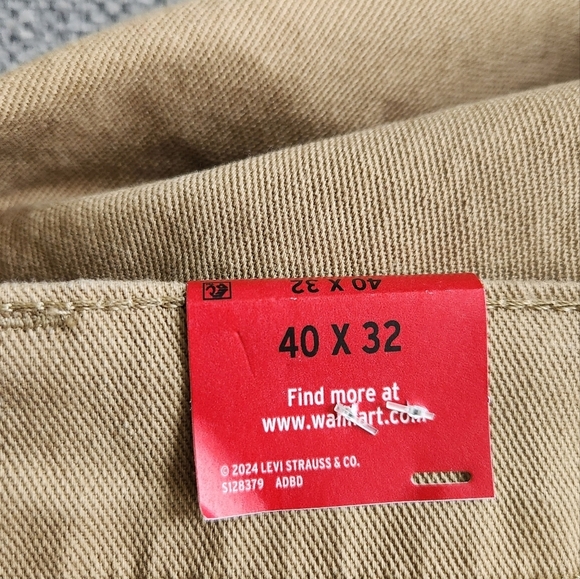 40 X 32
40 X 32
Find more at
www.walmart.com
© 2024 LEVI STRAUSS & CO.
S128379 ADBD